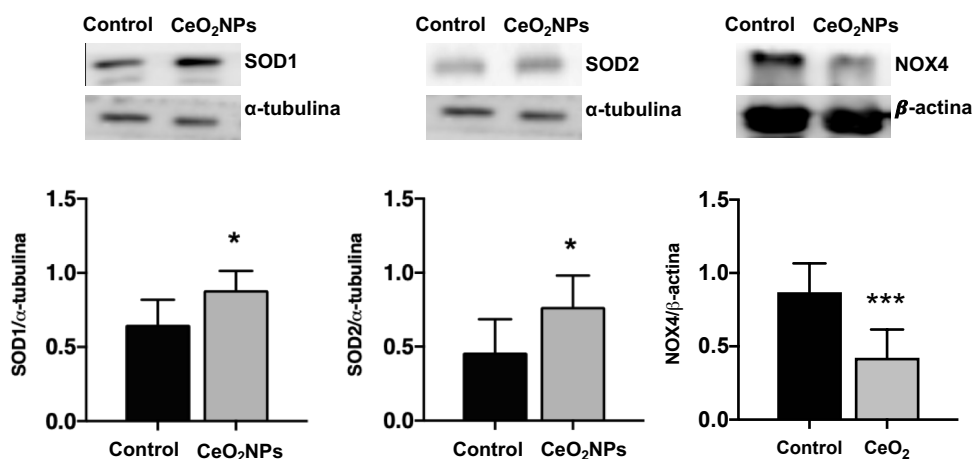 Control CeO₂NPs
SOD1
α-tubulina
Control CeO₂NPs
SOD2
α-tubulina
Control CeO₂NPs
NOX4
β-actina
SOD1/α-tubulina
1.5
1.0
0.5
0.0
*
Control CeO₂NPs
SOD2/α-tubulina
1.5
1.0
0.5
0.0
*
Control CeO₂NPs
NOX4/β-actina
1.5
1.0
0.5
0.0
***
Control CeO₂